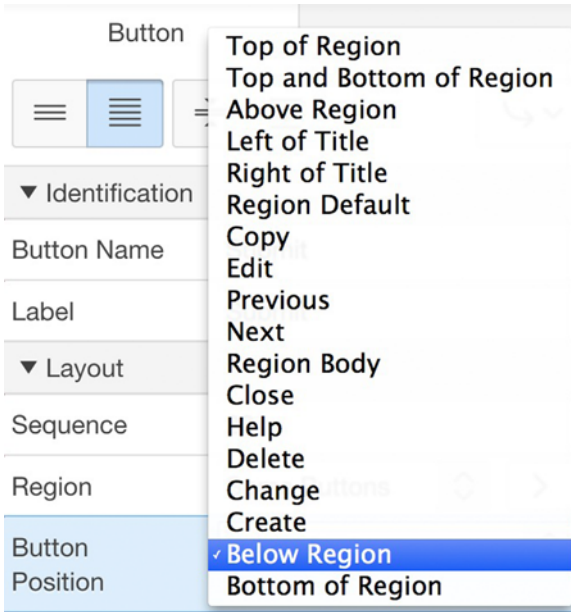 Button
▼ Identification
Button Name
Label
▼ Layout
Sequence
Region
Button
Position
Top of Region
Top and Bottom of Region
Above Region
Left of Title
Right of Title
Region Default
Copy
Edit
Previous
Next
Region Body
Close
Help
Delete
Change
Create
✓Below Region
Bottom of Region